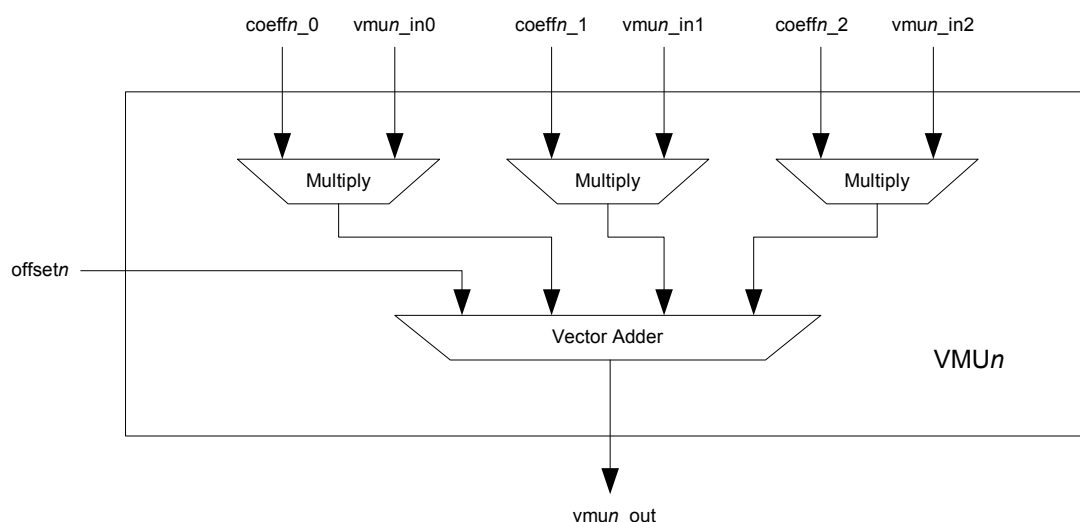 coeffn_0 vmun_in0 coeffn_1 vmun_in1 coeffn_2 vmun_in2
Multiply Multiply Multiply
offsetn
Vector Adder
VMUn
vmun_out